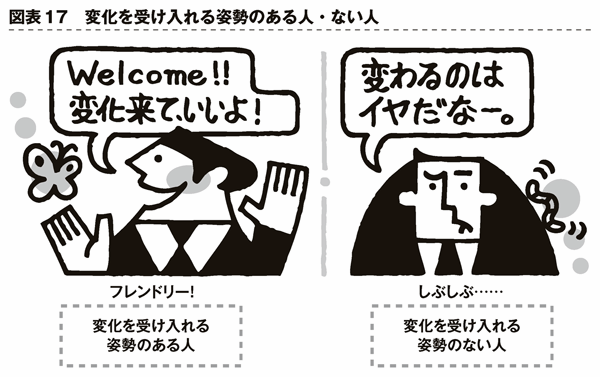 図表17 変化を受け入れる姿勢のある人・ない人
Welcome!!
変化来て、いいよ!
変わるのは
イヤだなー。
フレンドリー!
しぶしぶ……
変化を受け入れる
姿勢のある人
変化を受け入れる
姿勢のない人